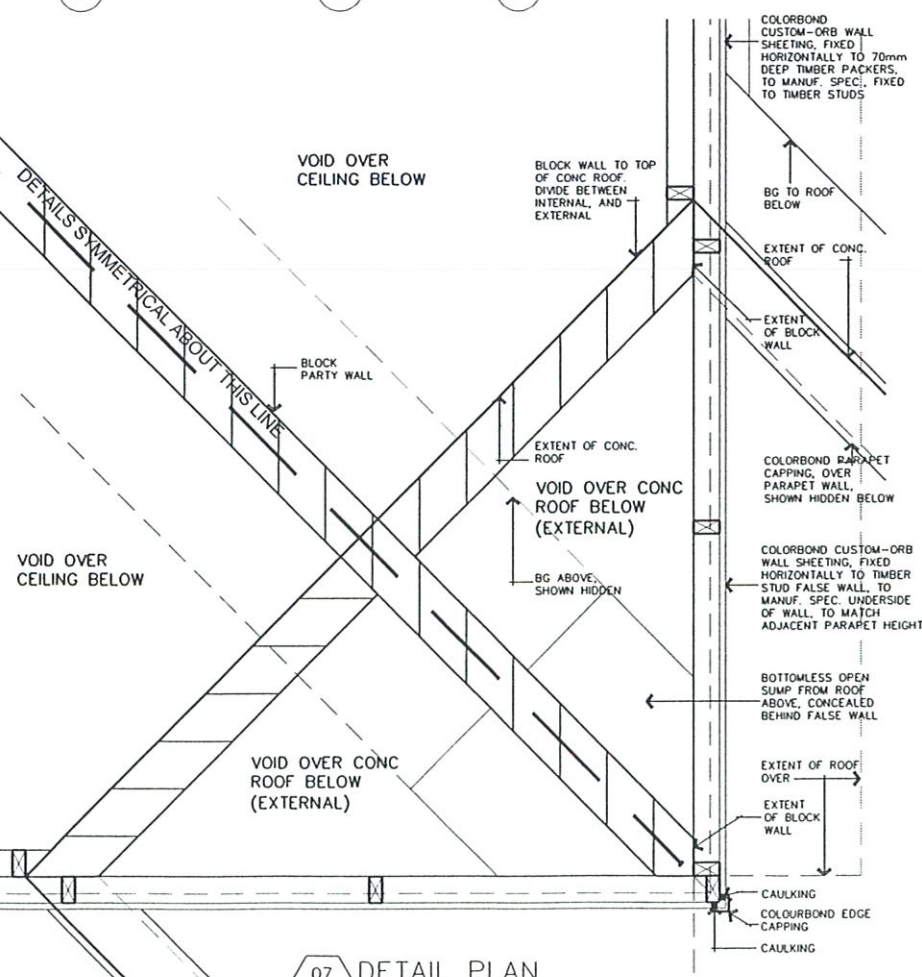 COLORBOND
CUSTOM-ORB WALL
SHEETING, FIXED
HORIZONTALLY TO 70mm
DEEP TIMBER PACKERS,
TO MANUF. SPEC., FIXED
TO TIMBER STUDS
VOID OVER
CEILING BELOW
BLOCK WALL TO TOP
OF CONC ROOF.
DIVIDE BETWEEN
INTERNAL, AND
EXTERNAL
BG TO ROOF
BELOW
DETAILS SYMMETRICAL ABOUT THIS LINE
EXTENT OF CONC.
ROOF
EXTENT
OF BLOCK
WALL
BLOCK
PARTY WALL
EXTENT OF CONC.
ROOF
COLORBOND PARAPET
CAPPING, OVER
PARAPET WALL,
SHOWN HIDDEN BELOW
VOID OVER CONC
ROOF BELOW
(EXTERNAL)
VOID OVER
CEILING BELOW
BG ABOVE,
SHOWN HIDDEN
COLORBOND CUSTOM-ORB
WALL SHEETING, FIXED
HORIZONTALLY TO TIMBER
STUD FALSE WALL, TO
MANUF. SPEC. UNDERSIDE
OF WALL, TO MATCH
ADJACENT PARAPET HEIGHT
BOTTOMLESS OPEN
SUMP FROM ROOF
ABOVE, CONCEALED
BEHIND FALSE WALL
VOID OVER CONC
ROOF BELOW
(EXTERNAL)
EXTENT OF ROOF
OVER
EXTENT
OF BLOCK
WALL
CAULKING
COLOURBOND EDGE
CAPPING
CAULKING
07 DETAIL PLAN